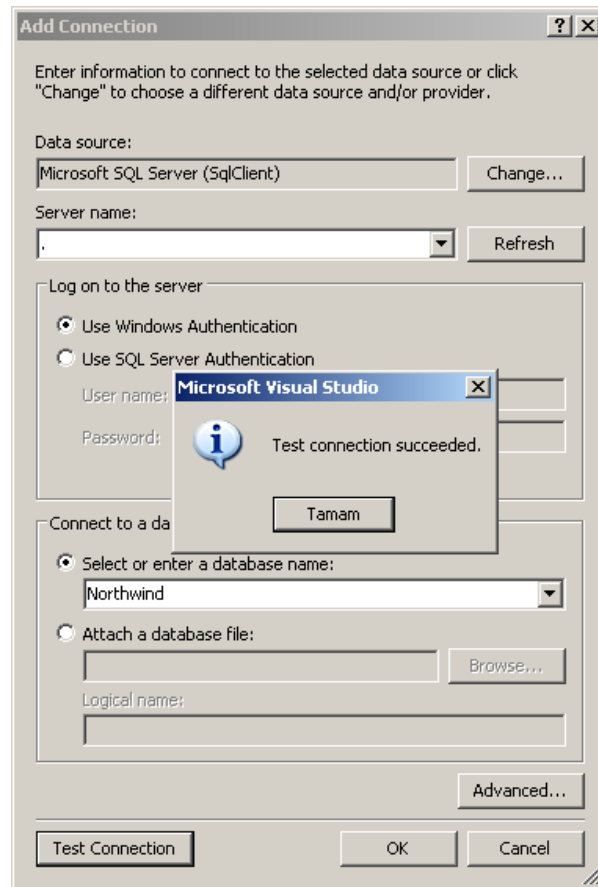 Add Connection
Enter information to connect to the selected data source or click
"Change" to choose a different data source and/or provider.
Data source:
Microsoft SQL Server (SqlClient)
Change...
Server name:
.
Refresh
Log on to the server
Use Windows Authentication
Use SQL Server Authentication
User name:
Password:
Microsoft Visual Studio
Test connection succeeded.
Tamam
Connect to a da
Select or enter a database name:
Northwind
Attach a database file:
Browse...
Logical name:
Advanced...
Test Connection
OK
Cancel